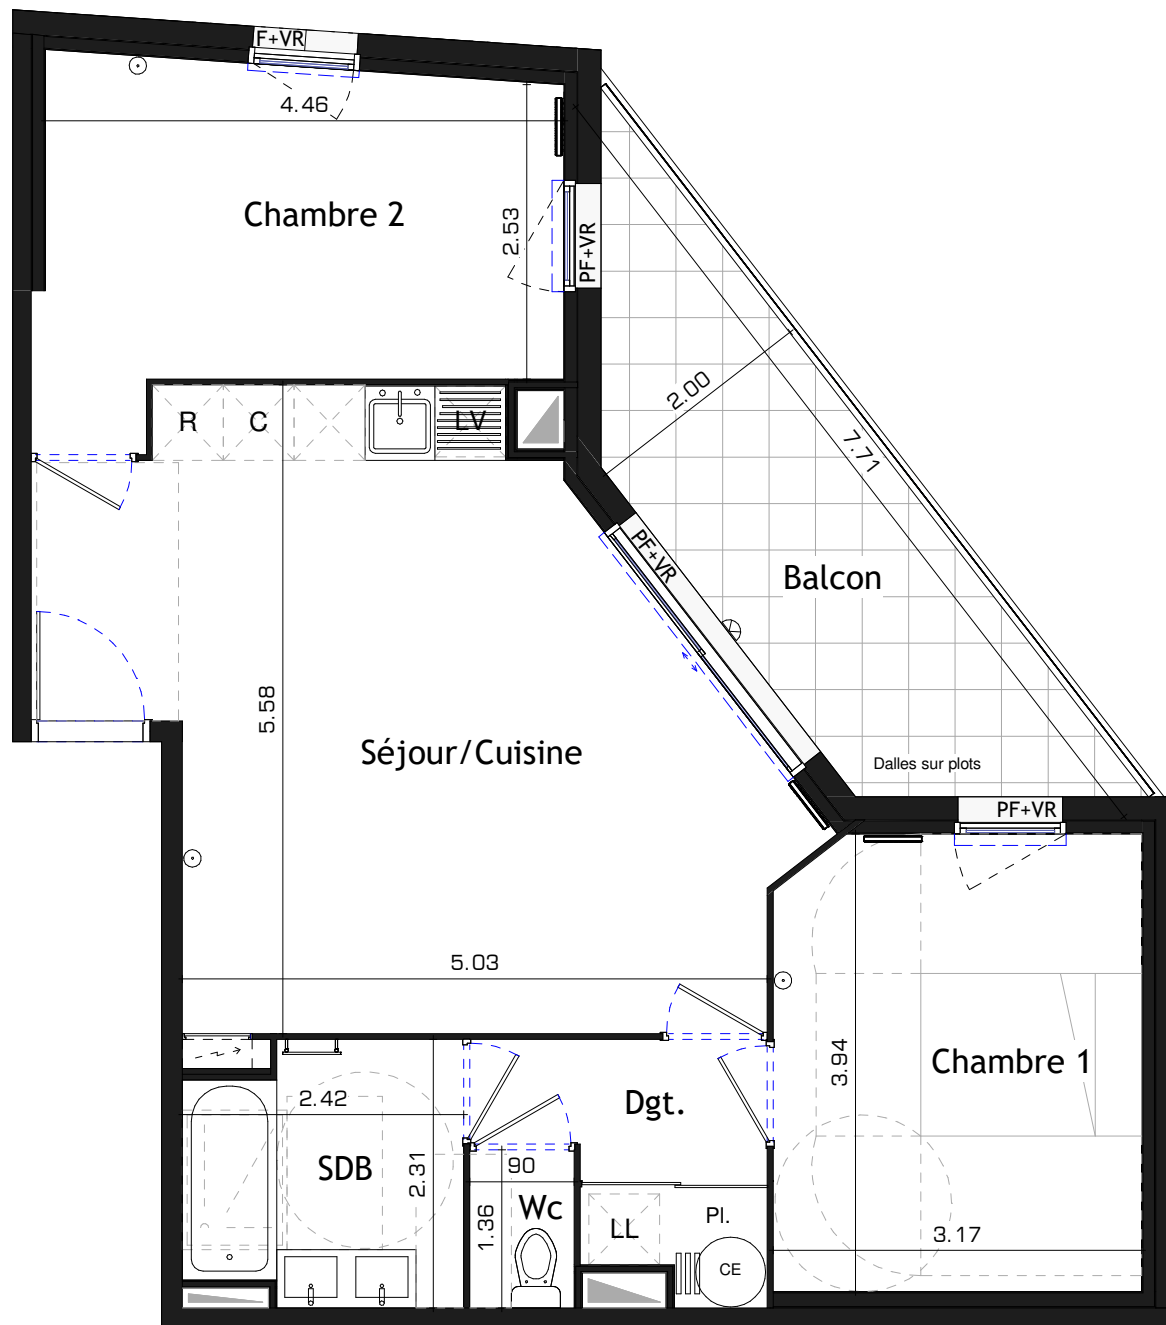 F+VR
4.46
Chambre 2
2.53
PF+VR
R
C
LV
2.00
7.71
PF+VR
Balcon
5.58
Séjour/Cuisine
Dalles sur plots
PF+VR
5.03
3.94
Chambre 1
2.42
Dgt.
SDB
2.31
90
1.36
Wc
LL
Pl.
CE
3.17